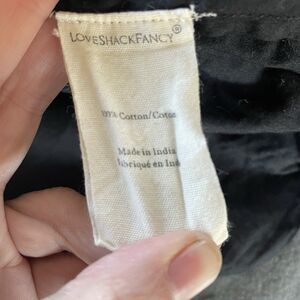 LOVESHACKFANCY®
100% Cotton/Coton
Made in India
Fabriqué en Inde